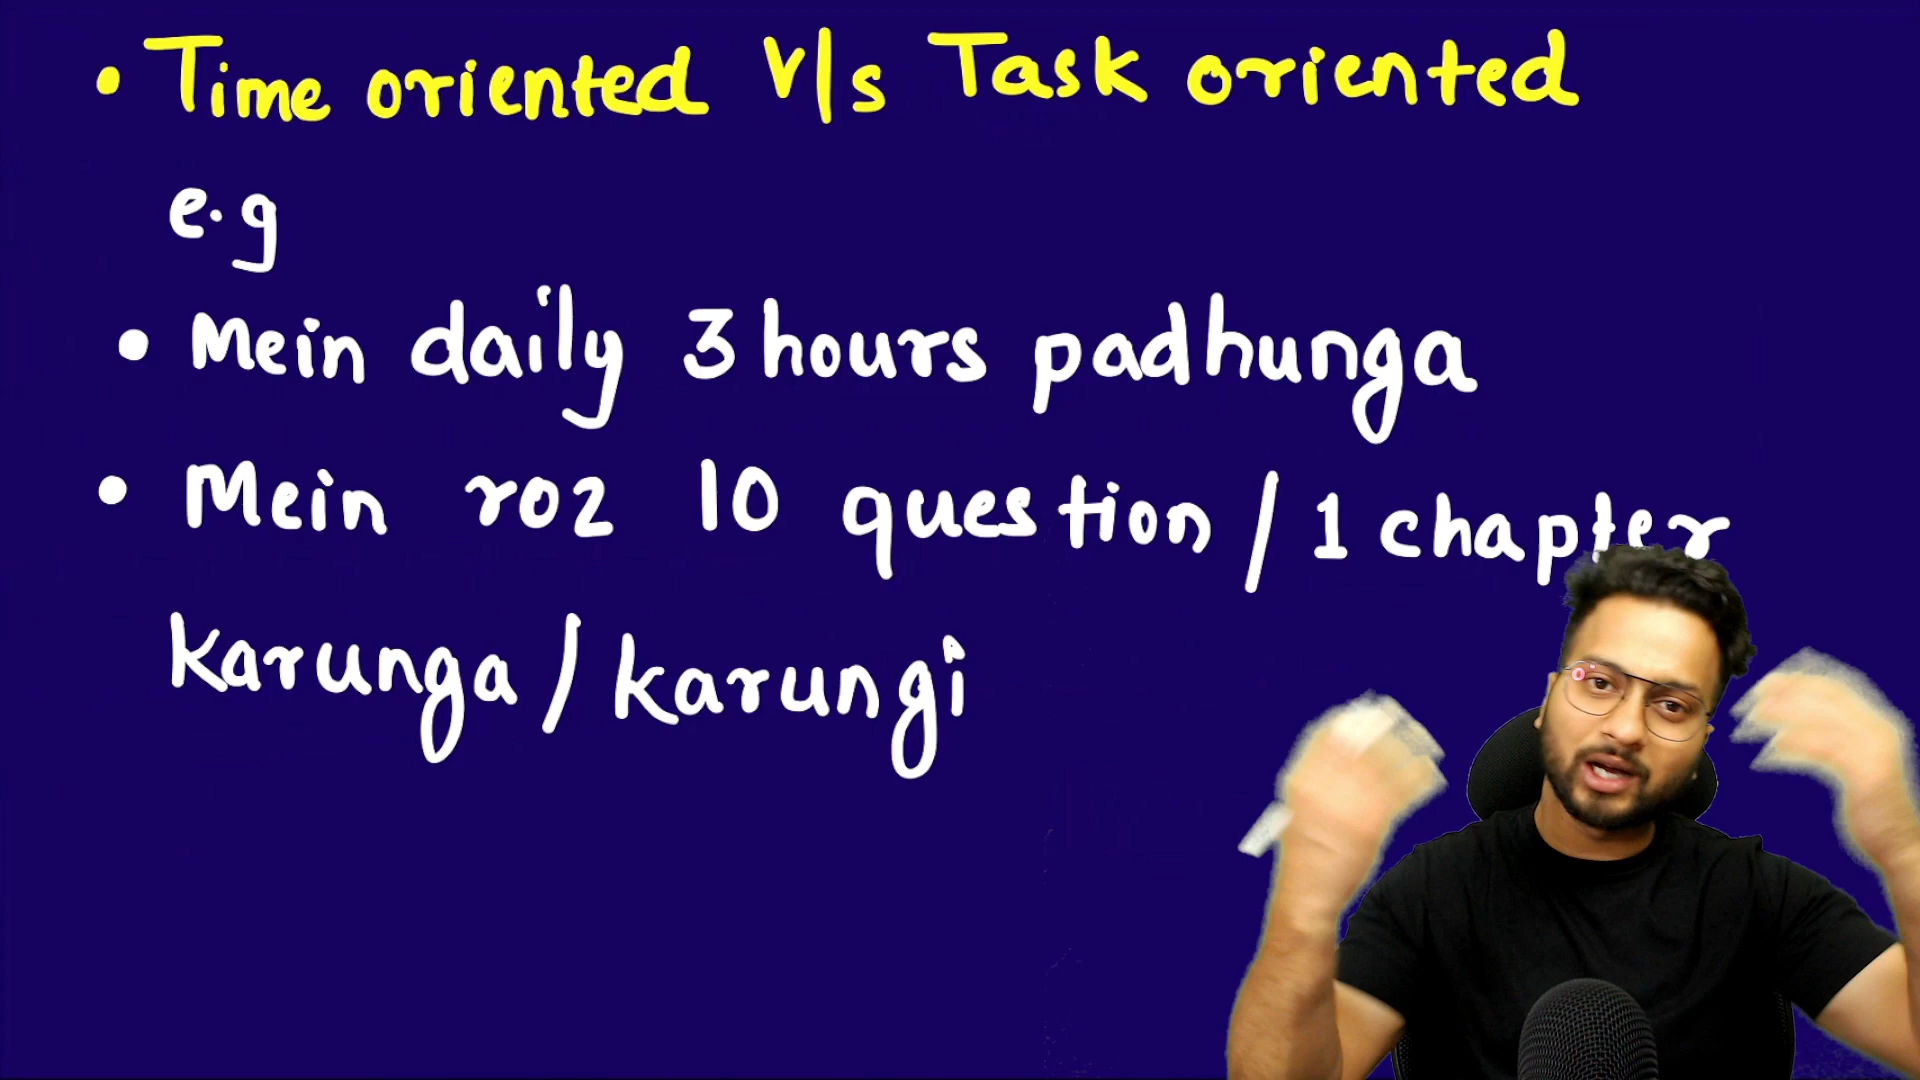 • Time oriented V/s Task oriented
e.g
• Mein daily 3 hours padhunga
• Mein roz 10 question / 1 chapter
karunga / karungi